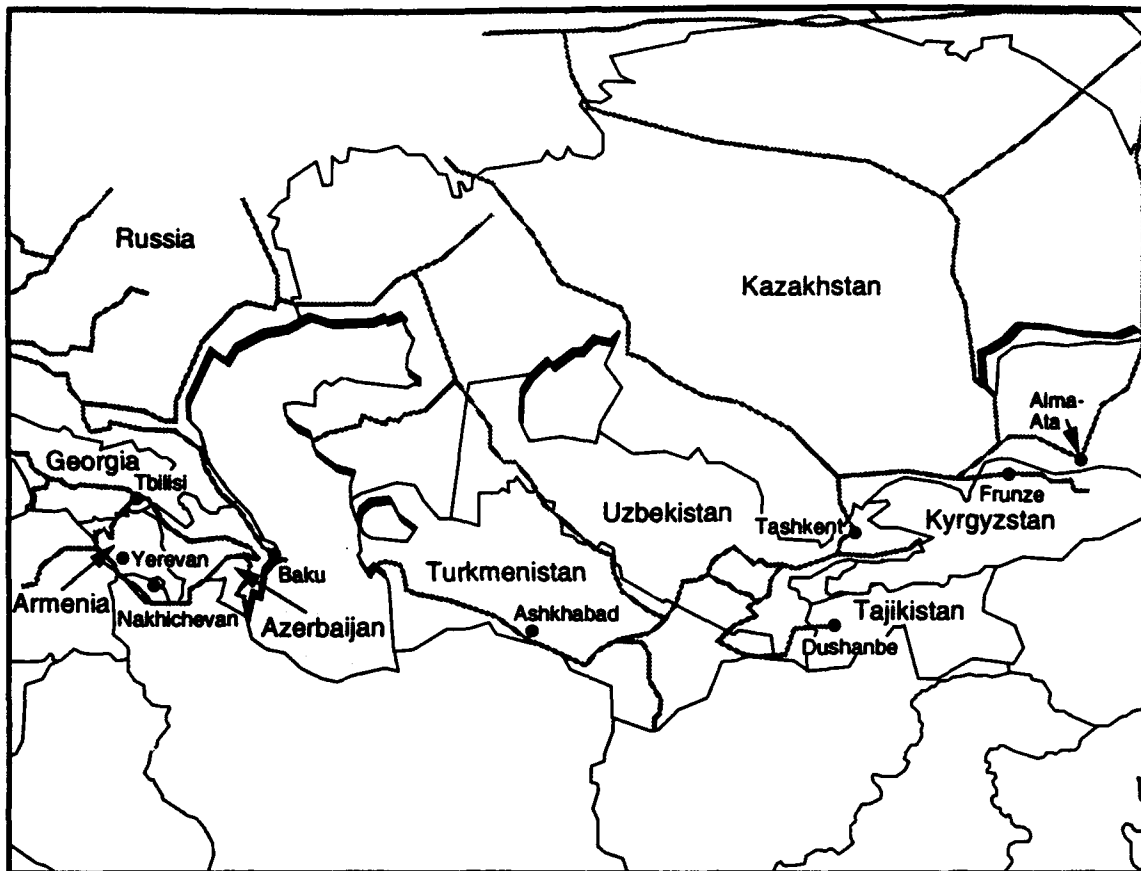 Russia
Kazakhstan
Alma-
Ata
Georgia
Tbilisi
Frunze
Uzbekistan
Tashkent
Kyrgyzstan
Yerevan
Baku
Turkmenistan
Armenia
Nakhichevan
Azerbaijan
Ashkhabad
Tajikistan
Dushanbe